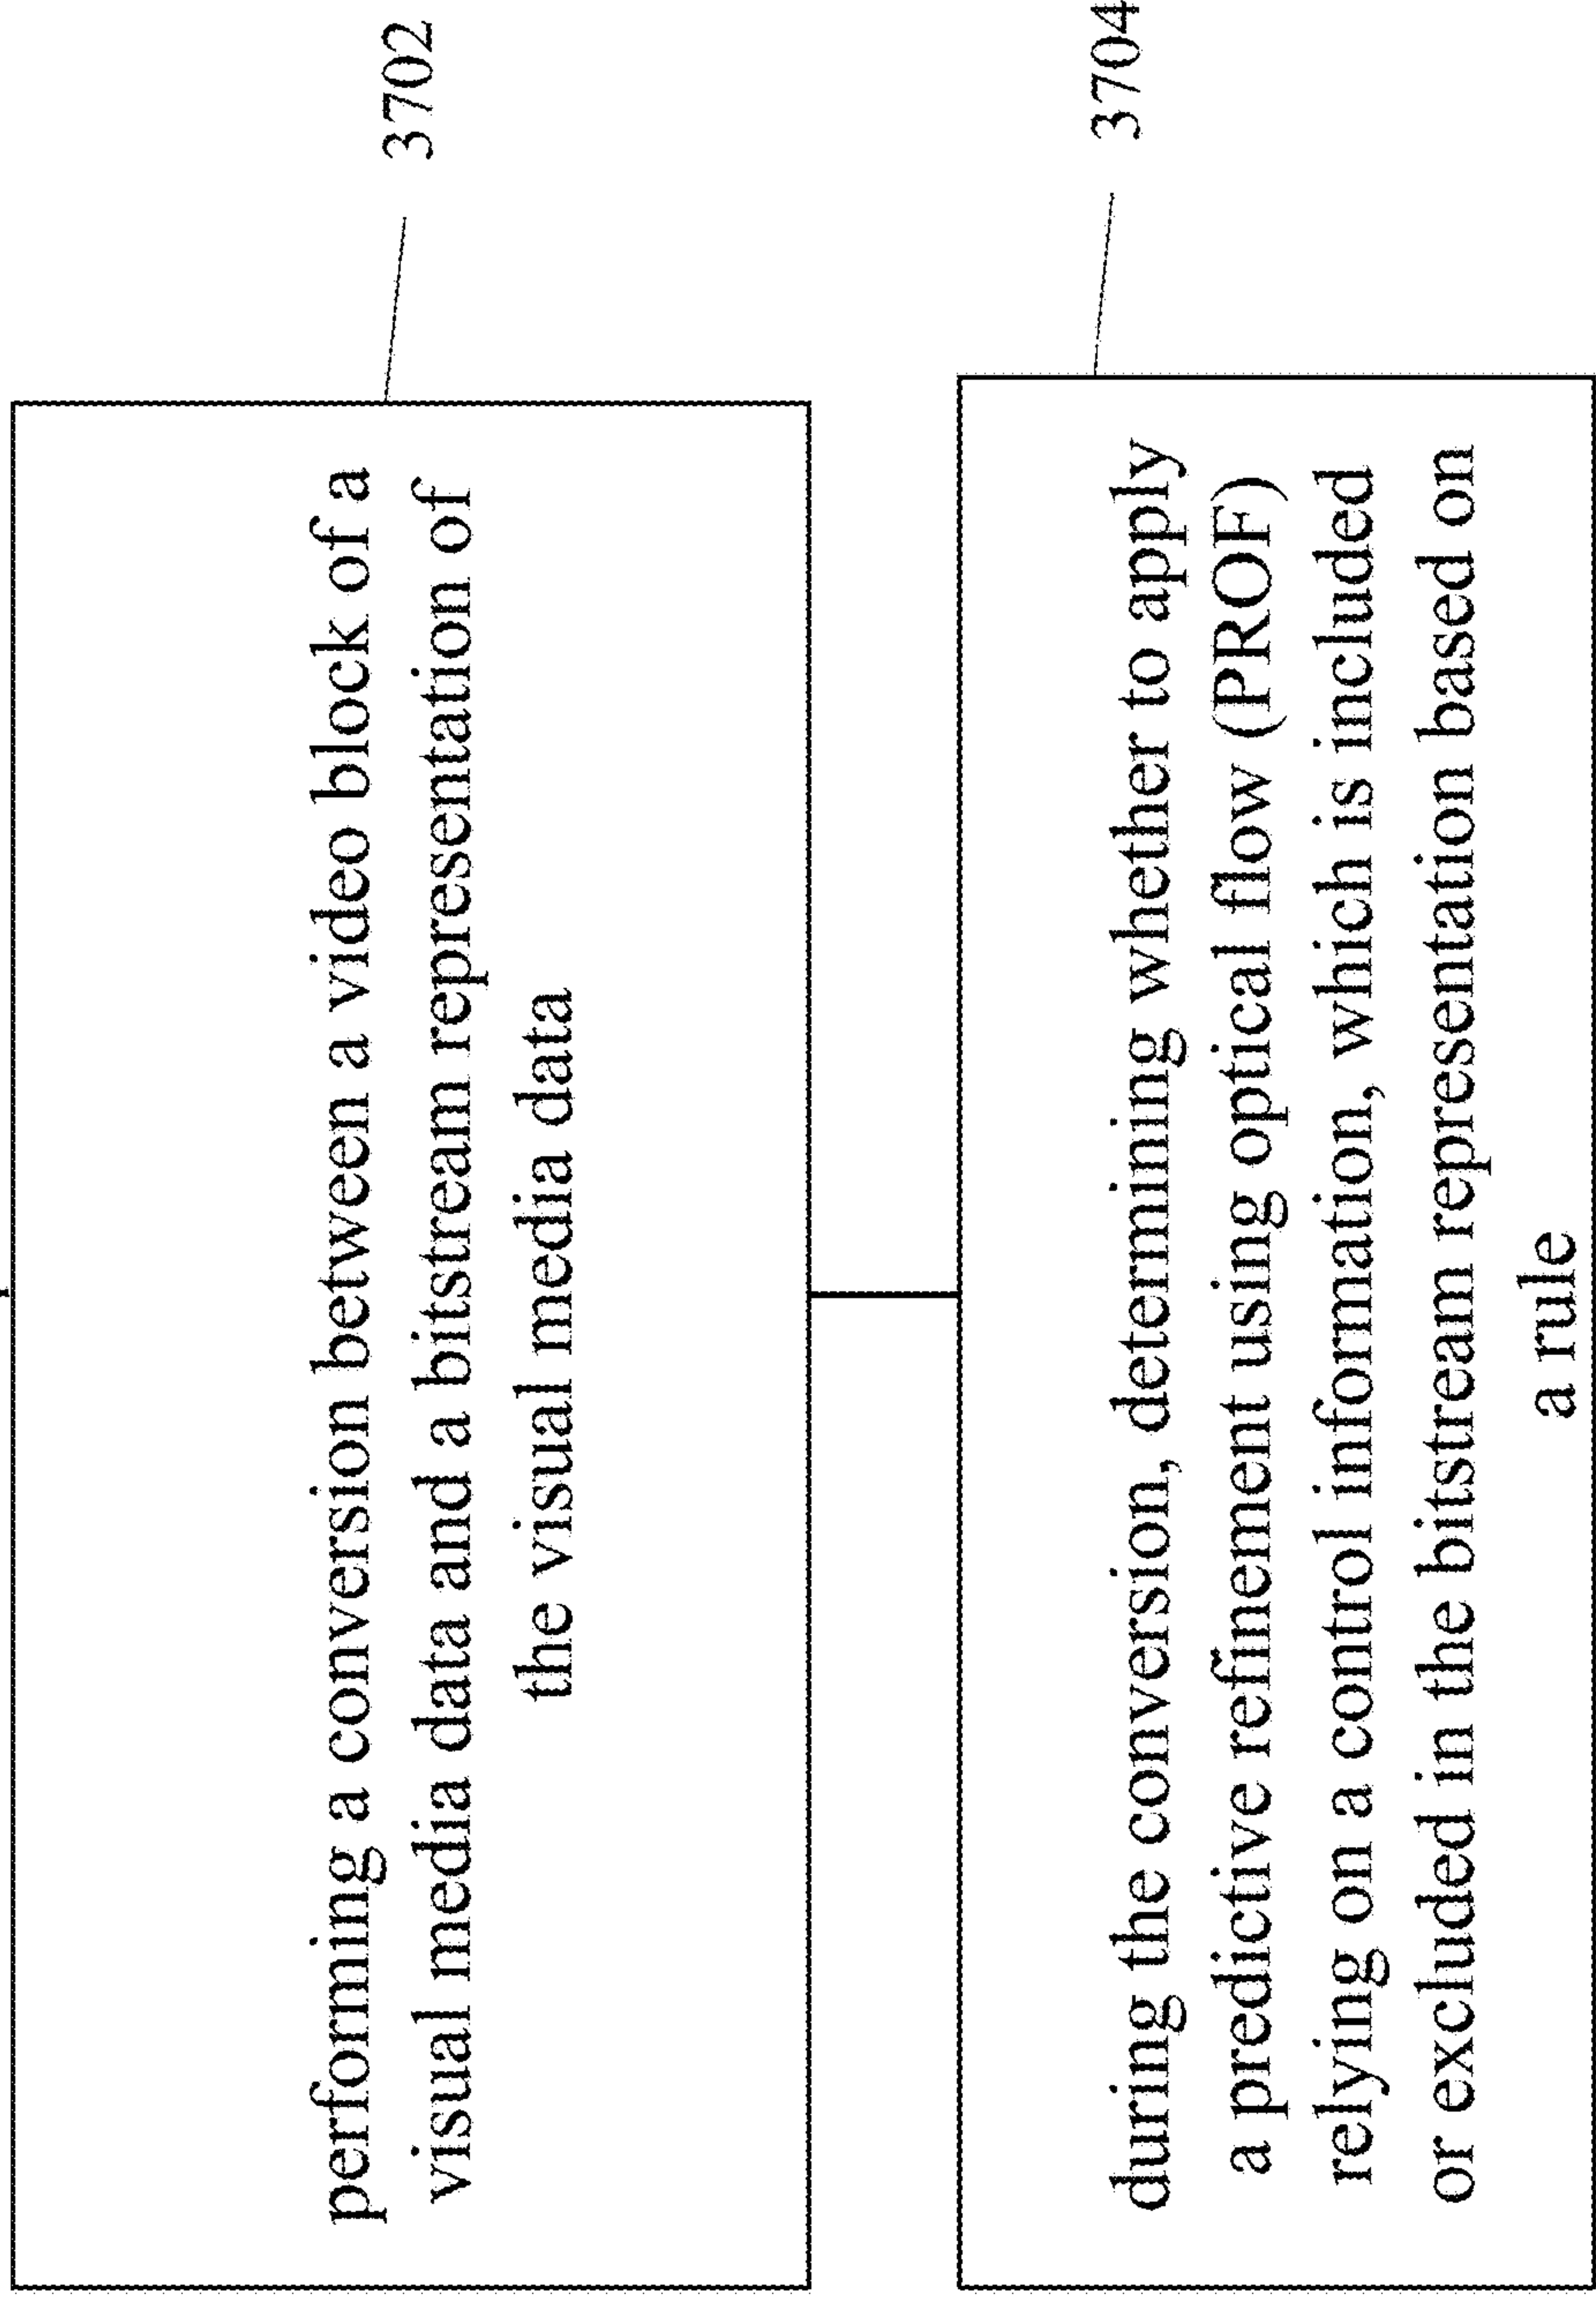 performing a conversion between a video block of a
visual media data and a bitstream representation of
the visual media data
3702
during the conversion, determining whether to apply
a predictive refinement using optical flow (PROF)
relying on a control information, which is included
or excluded in the bitstream representation based on
a rule
3704